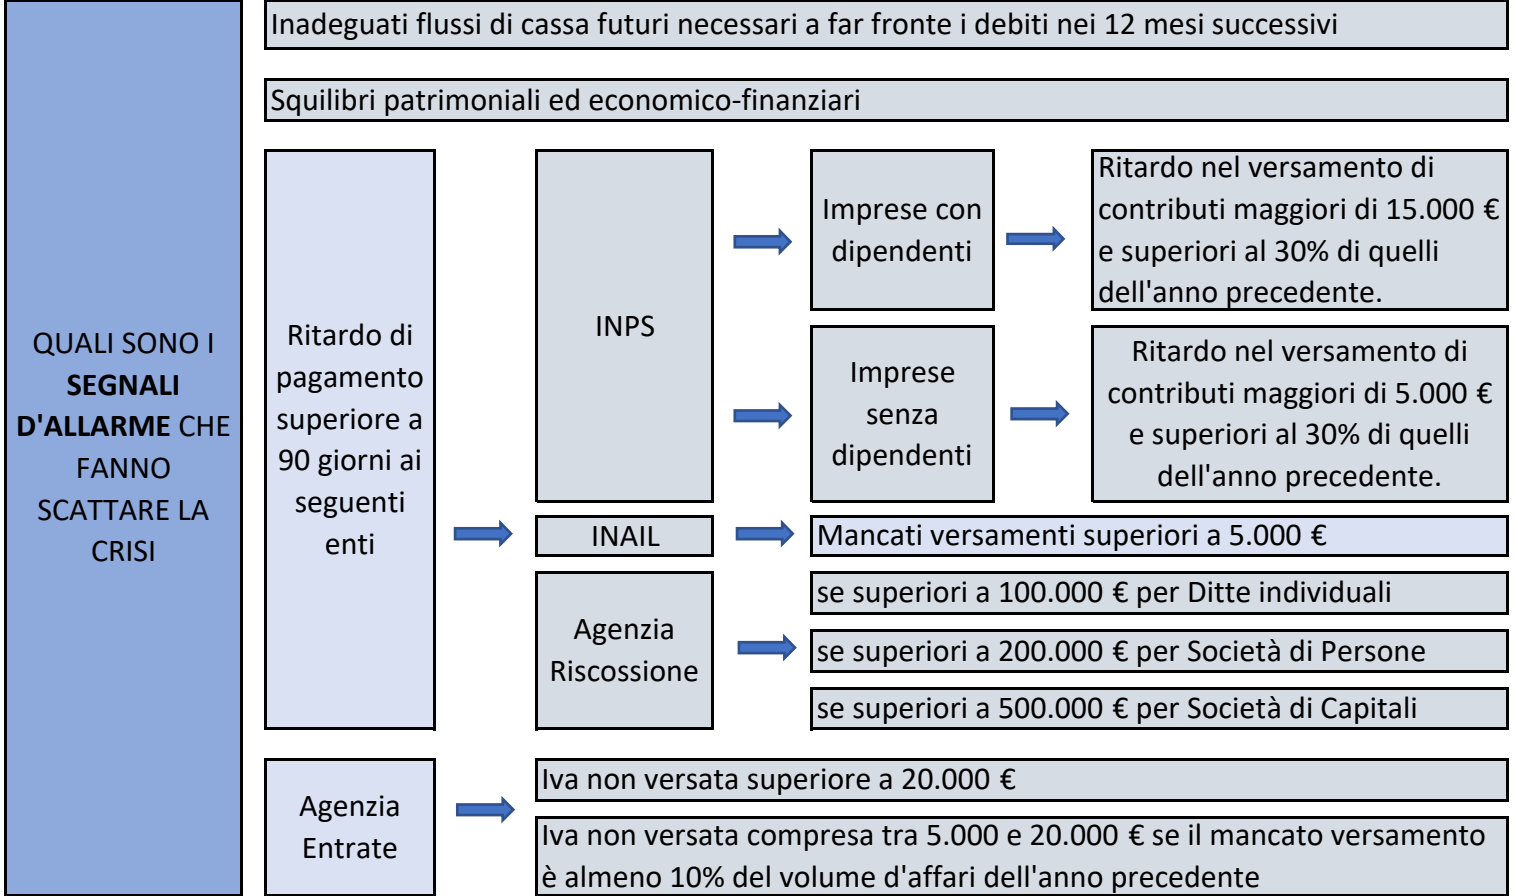 QUALI SONO I
SEGNALI
D'ALLARME CHE
FANNO
SCATTARE LA
CRISI
Inadeguati flussi di cassa futuri necessari a far fronte i debiti nei 12 mesi successivi
Squilibri patrimoniali ed economico-finanziari
Ritardo di
pagamento
superiore a
90 giorni ai
seguenti
enti
INPS
Imprese con
dipendenti
Ritardo nel versamento di
contributi maggiori di 15.000 €
e superiori al 30% di quelli
dell'anno precedente.
Imprese
senza
dipendenti
Ritardo nel versamento di
contributi maggiori di 5.000 €
e superiori al 30% di quelli
dell'anno precedente.
INAIL
Mancati versamenti superiori a 5.000 €
Agenzia
Riscossione
se superiori a 100.000 € per Ditte individuali
se superiori a 200.000 € per Società di Persone
se superiori a 500.000 € per Società di Capitali
Agenzia
Entrate
Iva non versata superiore a 20.000 €
Iva non versata compresa tra 5.000 e 20.000 € se il mancato versamento
è almeno 10% del volume d'affari dell'anno precedente